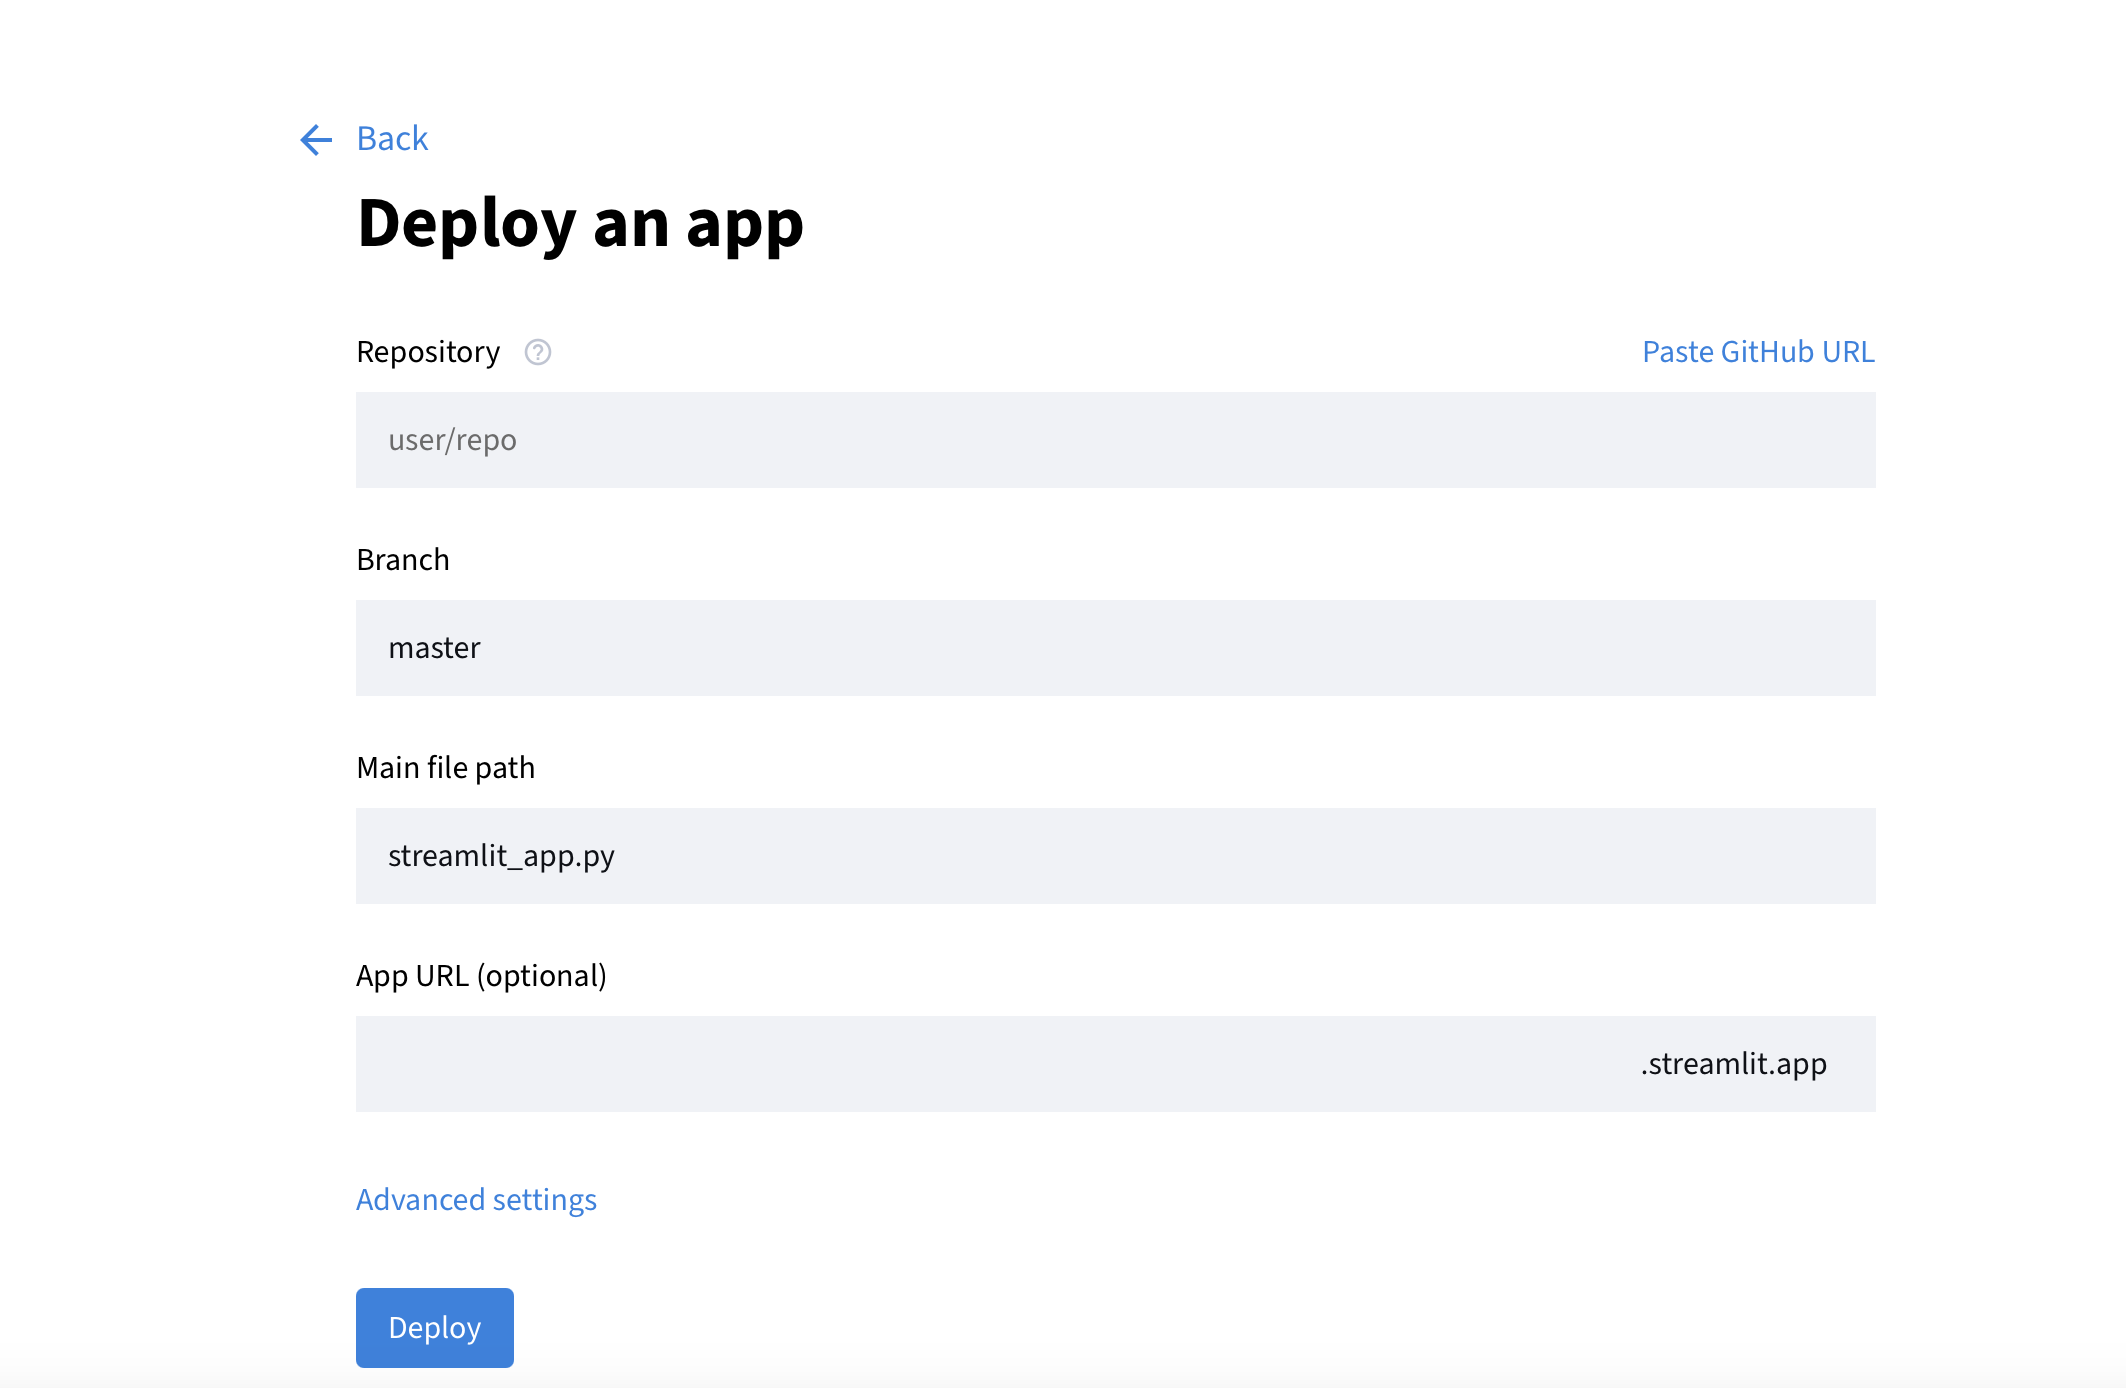 Back
Deploy an app
Repository Paste GitHub URL
user/repo
Branch
master
Main file path
streamlit_app.py
App URL (optional)
.streamlit.app
Advanced settings
Deploy